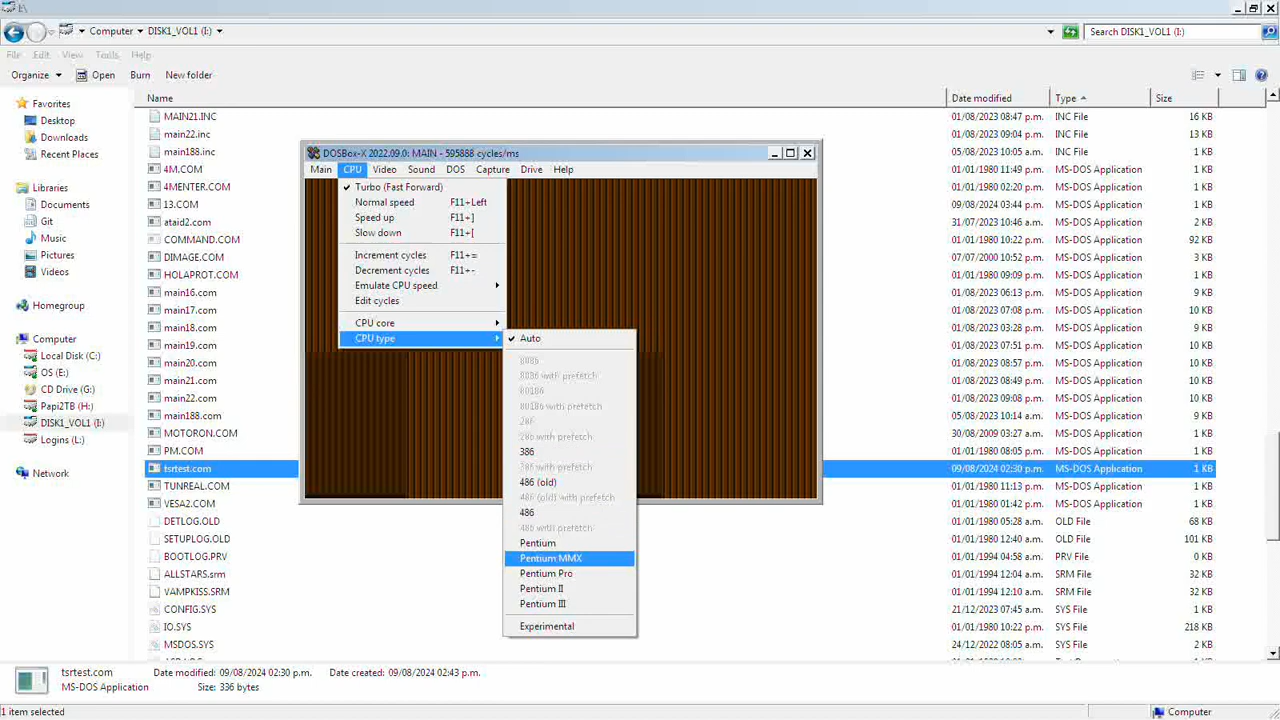 I:\
Computer DISK1_VOL1 (I:)
Search DISK1_VOL1 (I:)
File Edit View Tools Help
Organize Open Burn New folder
Name Date modified Type Size
Favorites
Desktop
Downloads
Recent Places
Libraries
Documents
Git
Music
Pictures
Videos
Homegroup
Computer
Local Disk (C:)
OS (E:)
CD Drive (G:)
Papi2TB (H:)
DISK1_VOL1 (I:)
Logins (L:)
Network
MAIN21.INC 01/08/2023 08:47 p.m. INC File 16 KB
main22.inc 01/08/2023 09:04 p.m. INC File 13 KB
main188.inc 05/08/2023 10:05 a.m. INC File 1 KB
4M.COM 01/01/1980 11:49 p.m. MS-DOS Application 1 KB
4MENTER.COM 01/01/1980 02:20 p.m. MS-DOS Application 1 KB
13.COM 09/08/2024 03:44 p.m. MS-DOS Application 1 KB
ataid2.com 31/07/2023 10:46 a.m. MS-DOS Application 2 KB
COMMAND.COM 01/01/1980 10:22 p.m. MS-DOS Application 92 KB
DIMAGE.COM 07/07/2000 10:52 p.m. MS-DOS Application 3 KB
HOLAPROT.COM 01/01/1980 09:09 p.m. MS-DOS Application 1 KB
main16.com 01/08/2023 06:13 p.m. MS-DOS Application 9 KB
main17.com 01/08/2023 07:08 p.m. MS-DOS Application 10 KB
main18.com 01/08/2023 07:33 p.m. MS-DOS Application 9 KB
main19.com 01/08/2023 07:51 p.m. MS-DOS Application 9 KB
main20.com 01/08/2023 08:57 p.m. MS-DOS Application 10 KB
main21.com 01/08/2023 08:49 p.m. MS-DOS Application 10 KB
main22.com 01/08/2023 09:08 p.m. MS-DOS Application 10 KB
main188.com 05/08/2023 10:14 a.m. MS-DOS Application 9 KB
MOTORON.COM 30/08/2009 03:43 a.m. MS-DOS Application 1 KB
PM.COM 01/01/1980 08:36 p.m. MS-DOS Application 1 KB
tsrtest.com 09/08/2024 02:30 p.m. MS-DOS Application 1 KB
TUNREAL.COM 01/01/1980 11:13 p.m. MS-DOS Application 2 KB
VESA2.COM 01/01/1980 01:42 p.m. MS-DOS Application 1 KB
DETLOG.OLD 01/01/1980 05:28 a.m. OLD File 68 KB
SETUPLOG.OLD 01/01/1980 12:40 a.m. OLD File 101 KB
BOOTLOG.PRV 01/01/1994 04:58 a.m. PRV File 32 KB
ALLSTARS.srm 01/01/1994 12:10 a.m. SRM File 32 KB
VAMPKISS.SRM 01/01/1994 12:10 a.m. SRM File 32 KB
CONFIG.SYS 21/12/2023 07:45 a.m. SYS File 1 KB
IO.SYS 01/01/1980 10:22 p.m. SYS File 218 KB
MSDOS.SYS 24/12/2022 08:02 a.m. SYS File 2 KB
DOSBox-X 2022.09.0: MAIN - 595888 cycles/ms
Main CPU Video Sound DOS Capture Drive Help
Turbo (Fast Forward)
Normal speed F11+Left
Speed up F11+]
Slow down F11+[
Increment cycles F11+=
Decrement cycles F11+-
Emulate CPU speed
Edit cycles
CPU core
CPU type
Auto
8086
8086 with prefetch
80186
80186 with prefetch
286
286 with prefetch
386
386 with prefetch
486 (old)
486 (old) with prefetch
486
486 with prefetch
Pentium
Pentium MMX
Pentium Pro
Pentium II
Pentium III
Experimental
tsrtest.com Date modified: 09/08/2024 02:30 p.m. Date created: 09/08/2024 02:43 p.m.
MS-DOS Application Size: 336 bytes
1 item selected Computer